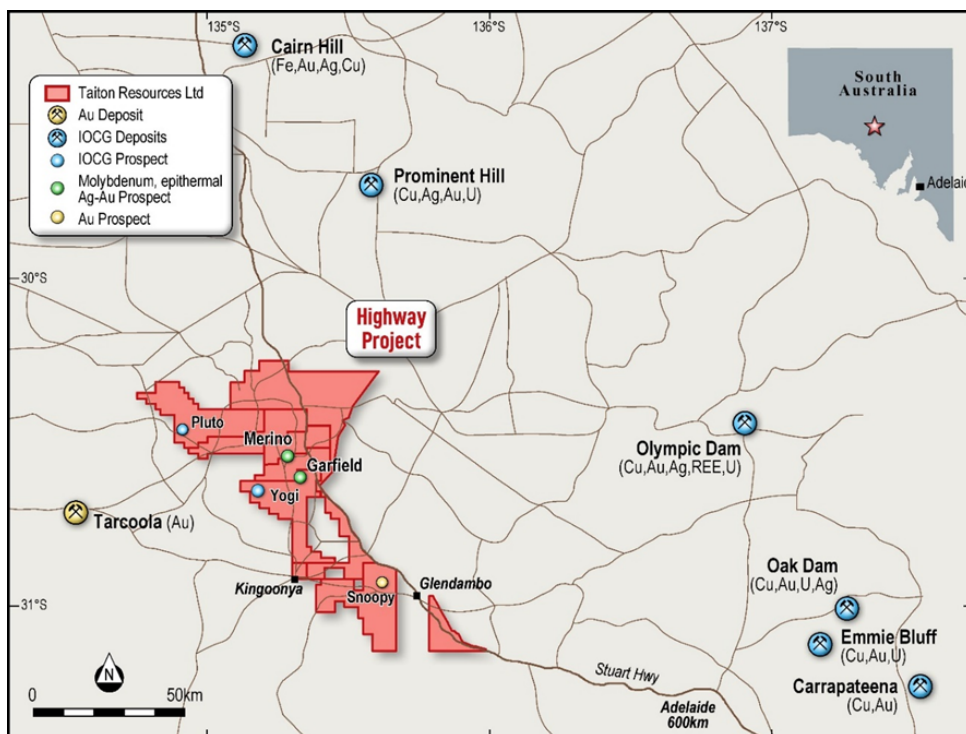 135°S
136°S
137°S
Cairn Hill
(Fe,Au,Ag,Cu)
South
Australia
Adelaide
Taiton Resources Ltd
Au Deposit
IOCG Deposits
IOCG Prospect
Molybdenum, epithermal
Ag-Au Prospect
Au Prospect
Prominent Hill
(Cu,Ag,Au,U)
30°S
Highway
Project
Pluto
Merino
Garfield
Yogi
Olympic Dam
(Cu,Au,Ag,REE,U)
Tarcoola (Au)
Kingoonya
Snoopy
Glendambo
Oak Dam
(Cu,Au,U,Ag)
31°S
Emmie Bluff
(Cu,Au,U)
Carrapateena
(Cu,Au)
Stuart Hwy
Adelaide
600km
N
0
50km